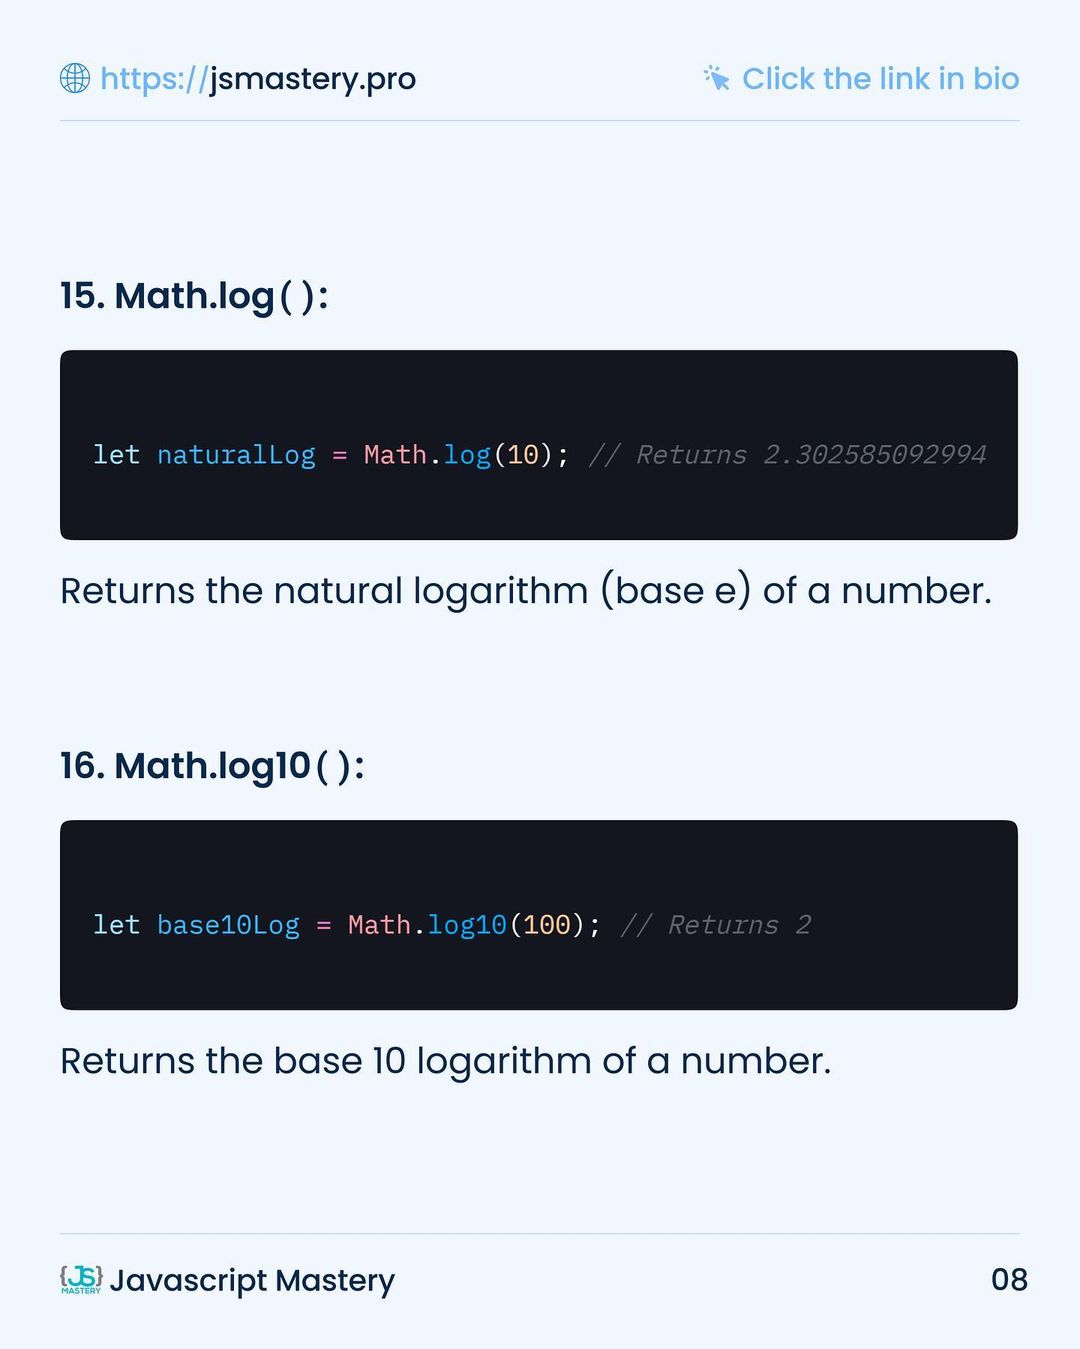 https://jsmastery.pro
Click the link in bio
15. Math.log():
let naturalLog = Math.log(10); // Returns 2.302585092994
Returns the natural logarithm (base e) of a number.
16. Math.log10():
let base10Log = Math.log10(100); // Returns 2
Returns the base 10 logarithm of a number.
{JS}
MASTERY
Javascript Mastery
08